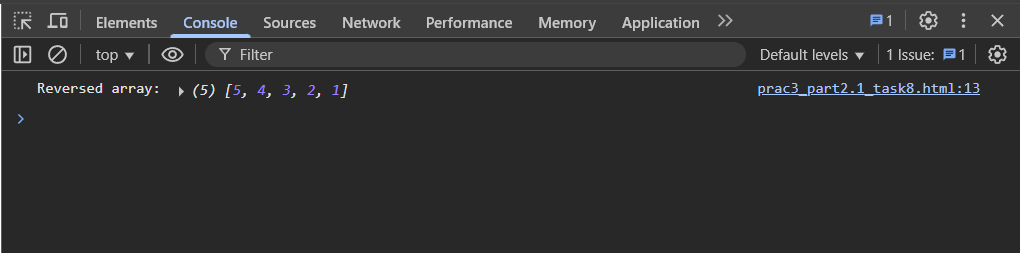 Elements Console Sources Network Performance Memory Application 1
top Filter Default levels 1 Issue: 1
Reversed array: (5) [5, 4, 3, 2, 1] prac3_part2.1_task8.html:13